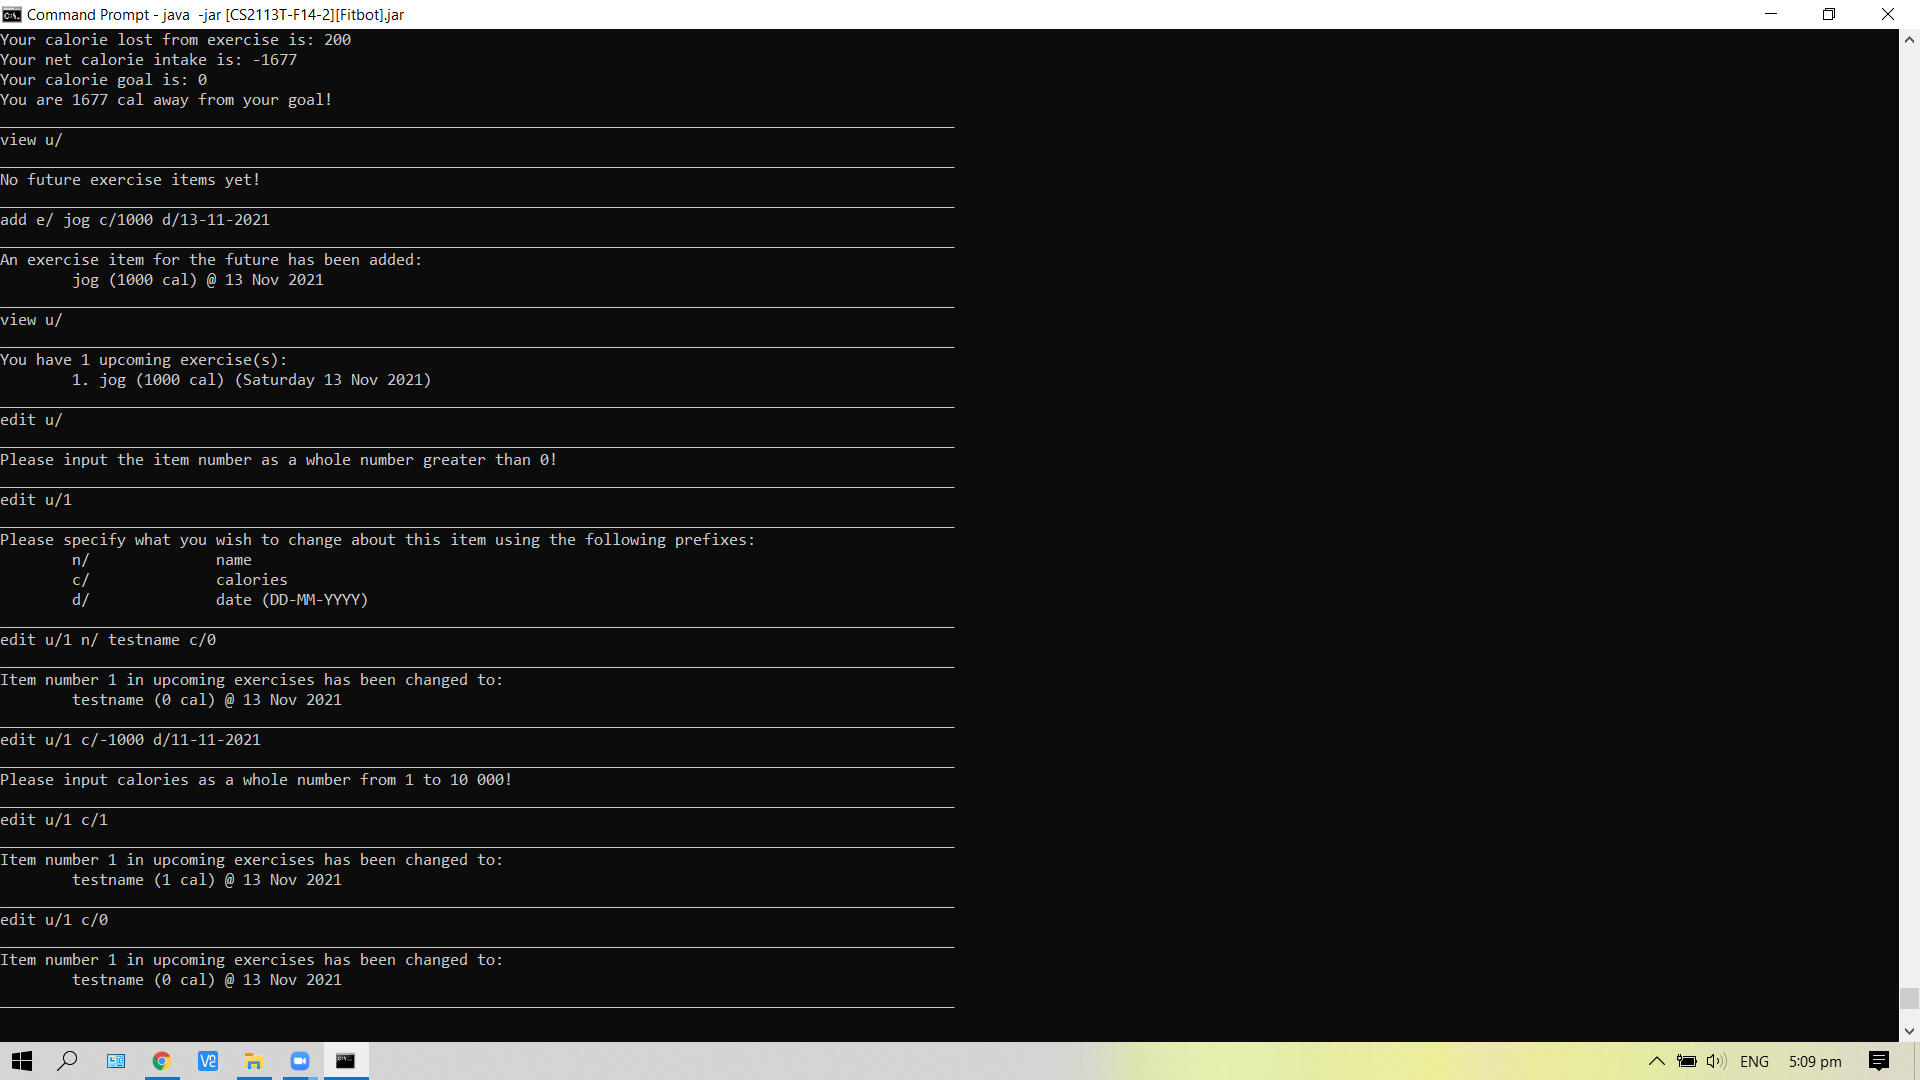 Command Prompt - java  -jar [CS2113T-F14-2][Fitbot].jar
Your calorie lost from exercise is: 200
Your net calorie intake is: -1677
Your calorie goal is: 0
You are 1677 cal away from your goal!
view u/
No future exercise items yet!
add e/ jog c/1000 d/13-11-2021
An exercise item for the future has been added:
jog (1000 cal) @ 13 Nov 2021
view u/
You have 1 upcoming exercise(s):
1. jog (1000 cal) (Saturday 13 Nov 2021)
edit u/
Please input the item number as a whole number greater than 0!
edit u/1
Please specify what you wish to change about this item using the following prefixes:
n/ name
c/ calories
d/ date (DD-MM-YYYY)
edit u/1 n/ testname c/0
Item number 1 in upcoming exercises has been changed to:
testname (0 cal) @ 13 Nov 2021
edit u/1 c/-1000 d/11-11-2021
Please input calories as a whole number from 1 to 10 000!
edit u/1 c/1
Item number 1 in upcoming exercises has been changed to:
testname (1 cal) @ 13 Nov 2021
edit u/1 c/0
Item number 1 in upcoming exercises has been changed to:
testname (0 cal) @ 13 Nov 2021
ENG 5:09 pm